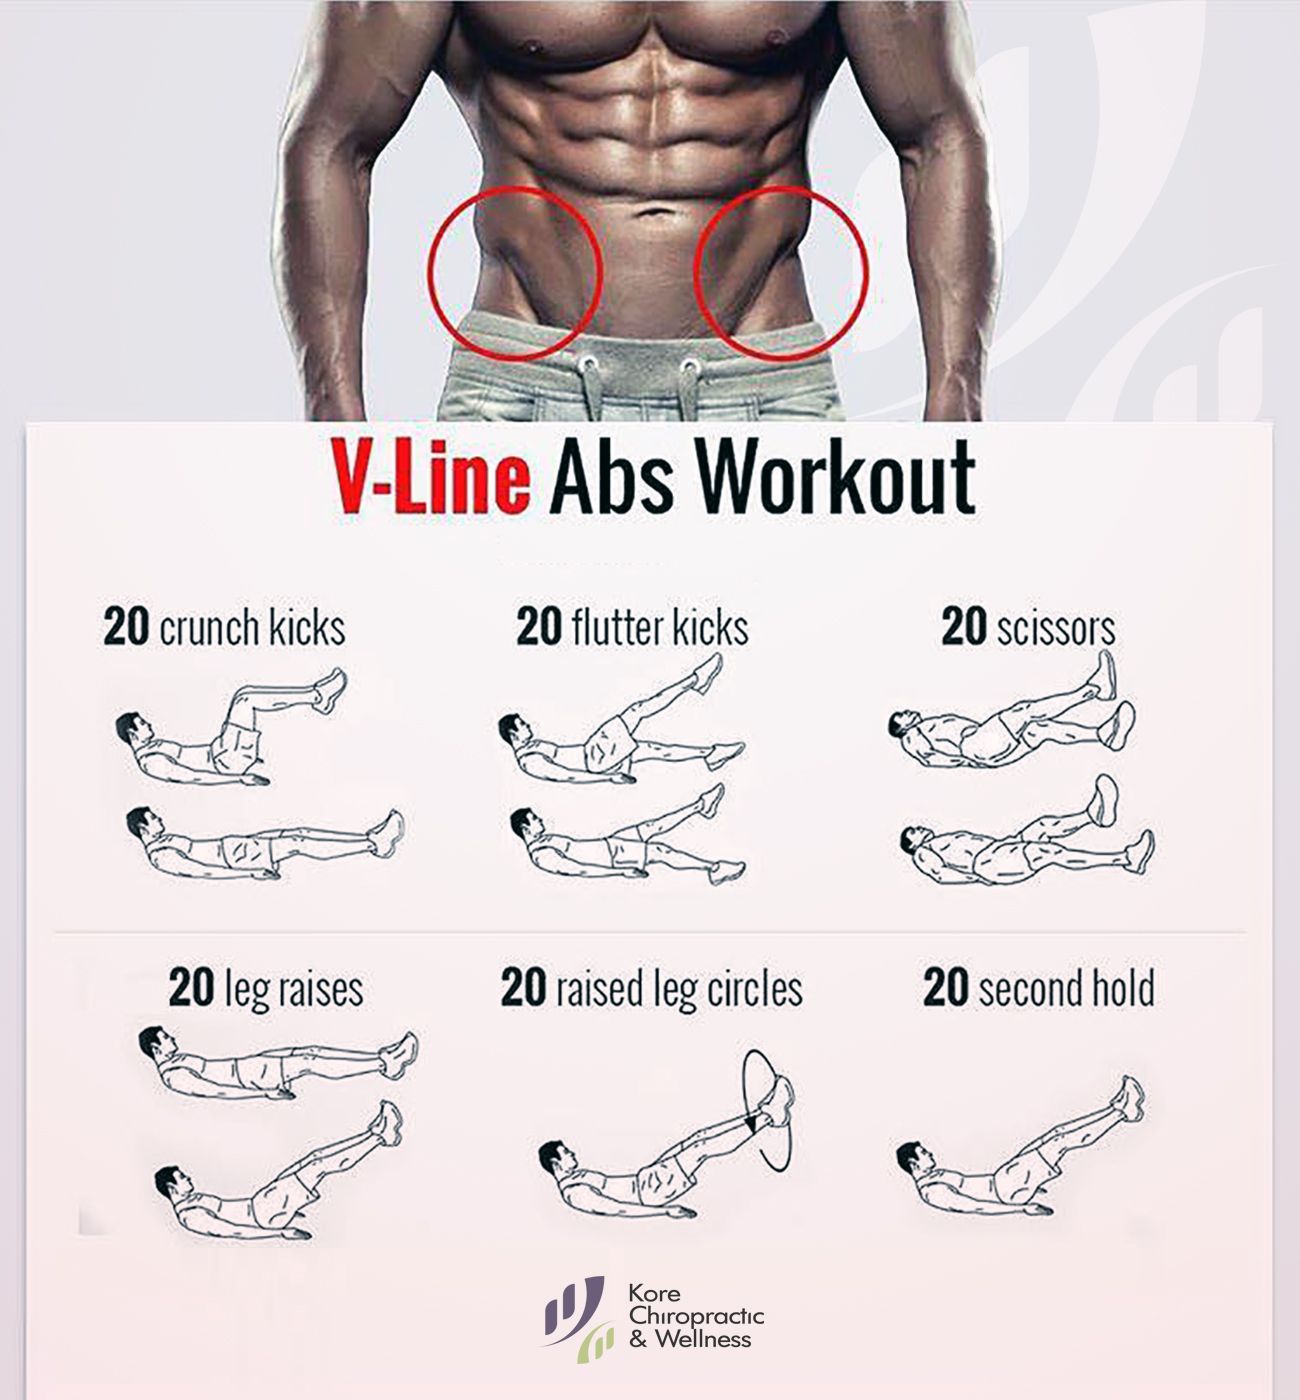 V-Line Abs Workout
20 crunch kicks
20 flutter kicks
20 scissors
20 leg raises
20 raised leg circles
20 second hold
Kore
Chiropractic
& Wellness